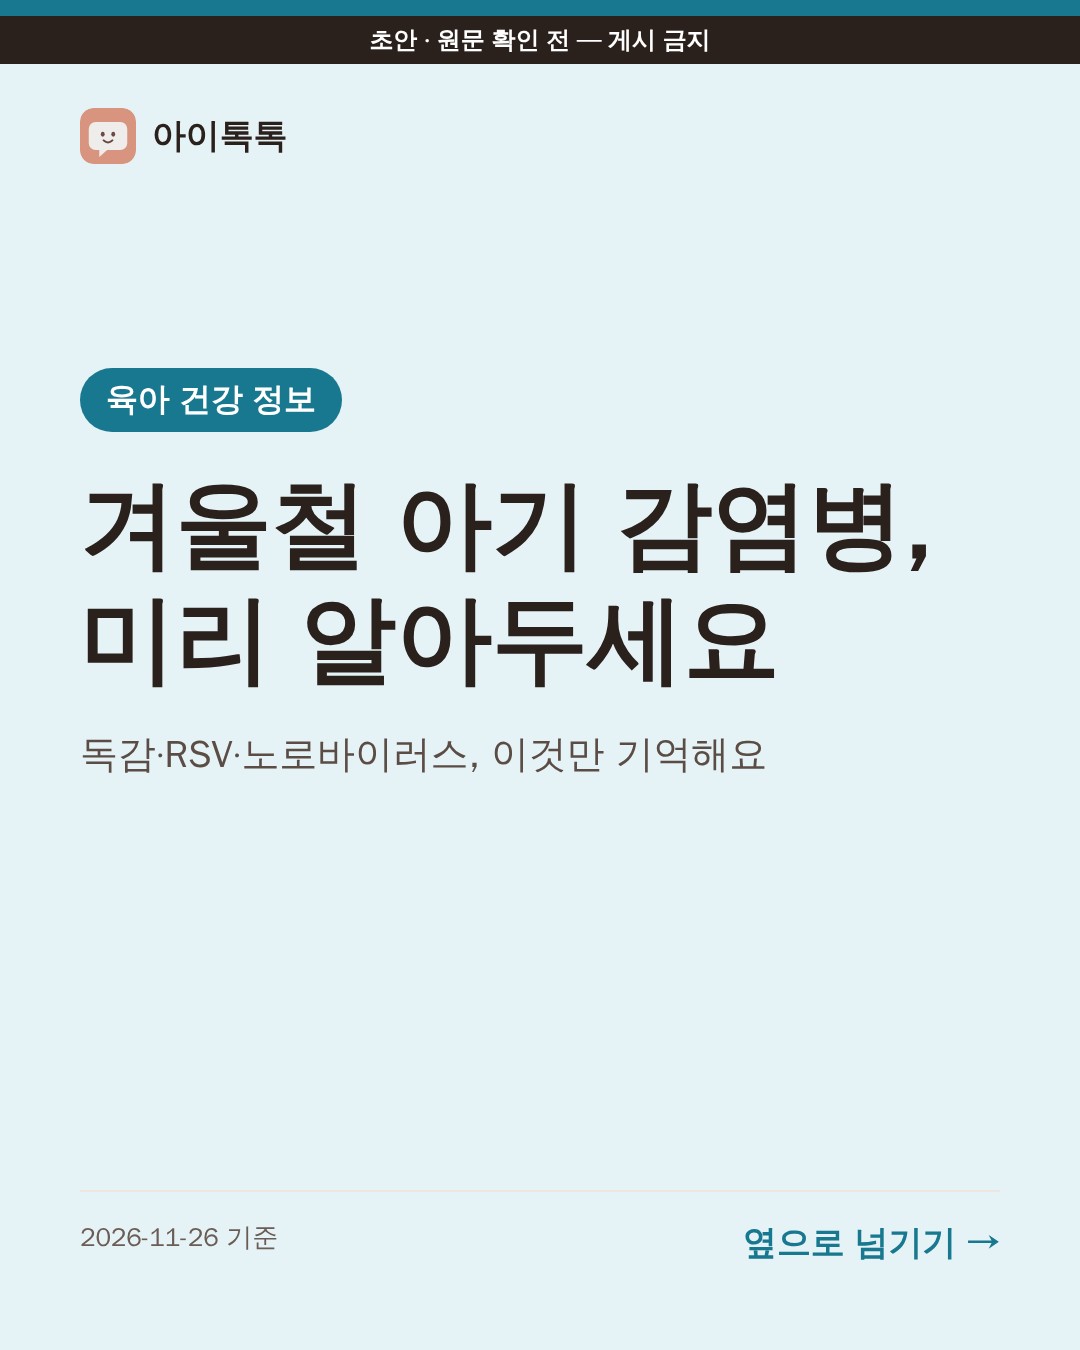 초안 · 원문 확인 전 — 게시 금지
아이톡톡
육아 건강 정보
겨울철 아기 감염병,
미리 알아두세요
독감·RSV·노로바이러스, 이것만 기억해요
2026-11-26 기준
옆으로 넘기기 →